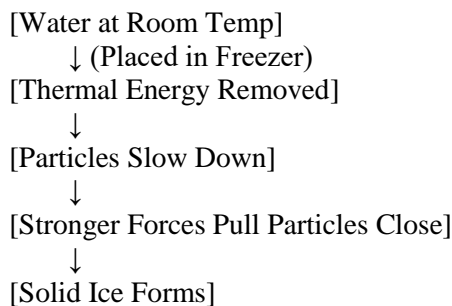 [Water at Room Temp]
↓ (Placed in Freezer)
[Thermal Energy Removed]
↓
[Particles Slow Down]
↓
[Stronger Forces Pull Particles Close]
↓
[Solid Ice Forms]